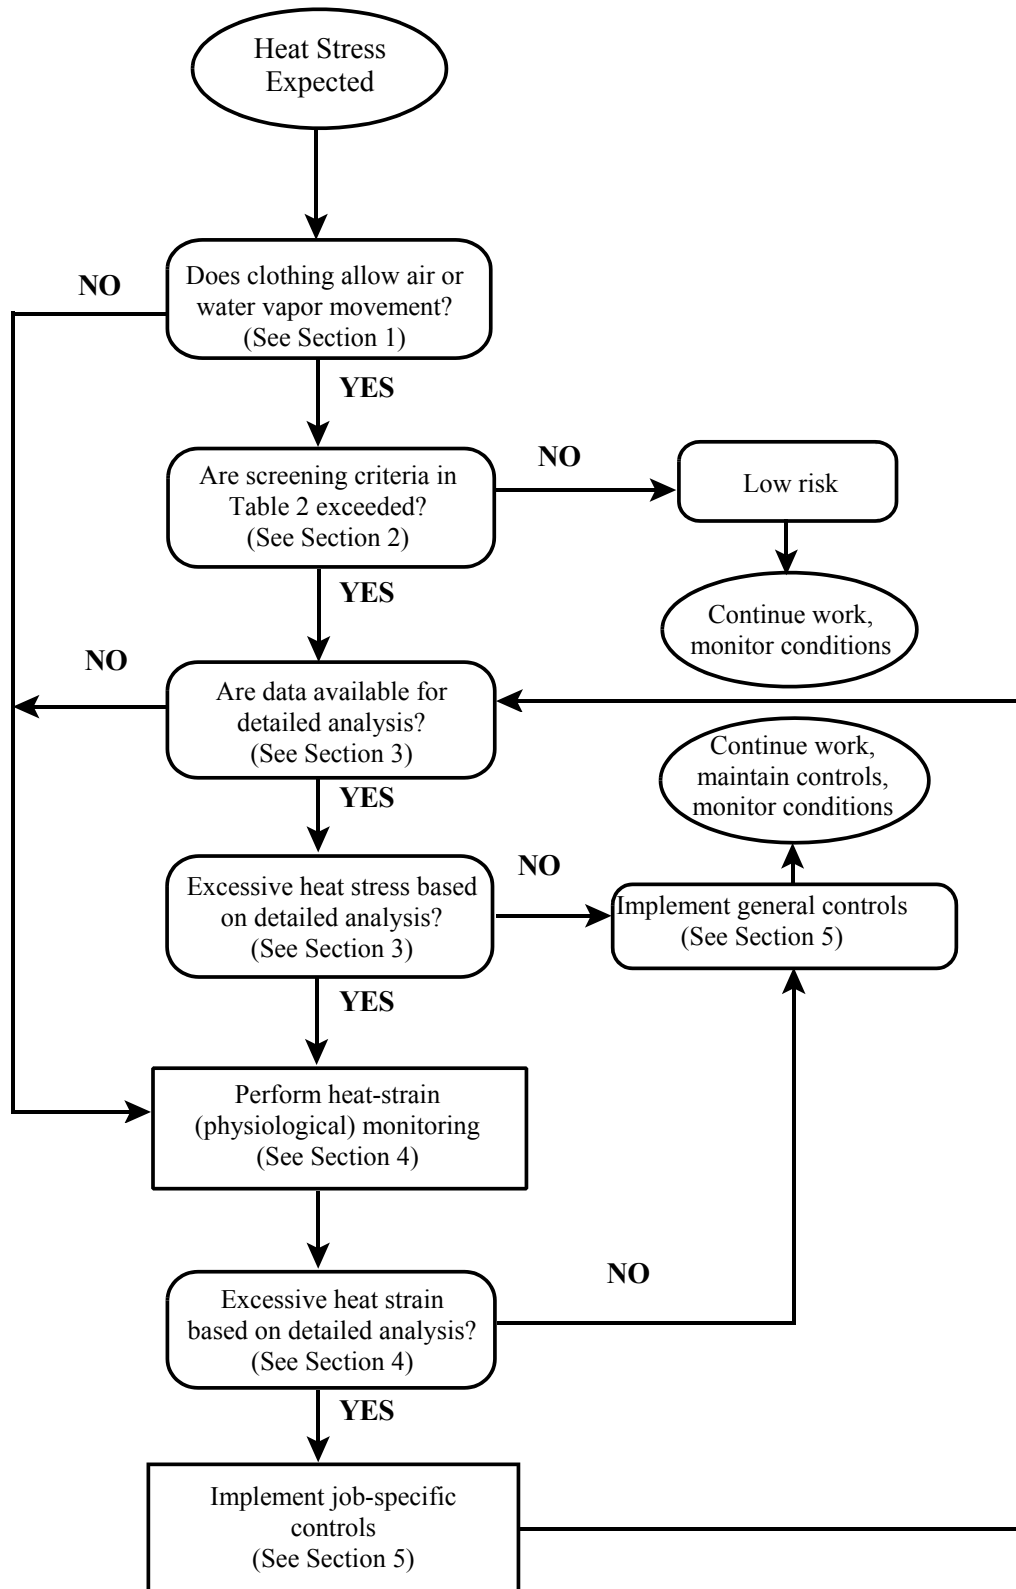 Heat Stress
Expected
NO
Does clothing allow air or
water vapor movement?
(See Section 1)
YES
Are screening criteria in
Table 2 exceeded?
(See Section 2)
NO
Low risk
YES
Continue work,
monitor conditions
NO
Are data available for
detailed analysis?
(See Section 3)
Continue work,
maintain controls,
monitor conditions
YES
Excessive heat stress based
on detailed analysis?
(See Section 3)
NO
Implement general controls
(See Section 5)
YES
Perform heat-strain
(physiological) monitoring
(See Section 4)
Excessive heat strain
based on detailed analysis?
(See Section 4)
NO
YES
Implement job-specific
controls
(See Section 5)